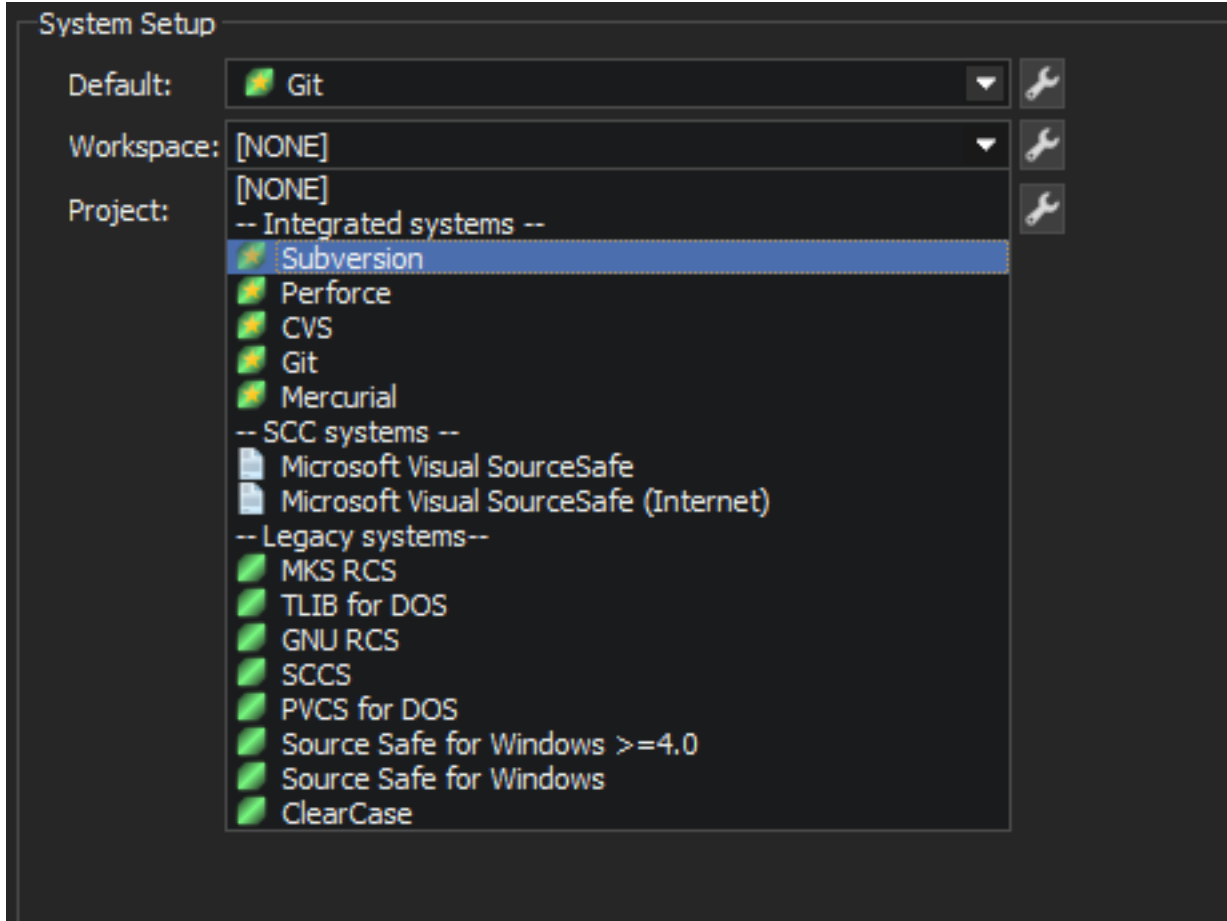 System Setup
Default: Git
Workspace: [NONE]
Project:
[NONE]
-- Integrated systems --
Subversion
Perforce
CVS
Git
Mercurial
-- SCC systems --
Microsoft Visual SourceSafe
Microsoft Visual SourceSafe (Internet)
-- Legacy systems--
MKS RCS
TLIB for DOS
GNU RCS
SCCS
PVCS for DOS
Source Safe for Windows >=4.0
Source Safe for Windows
ClearCase